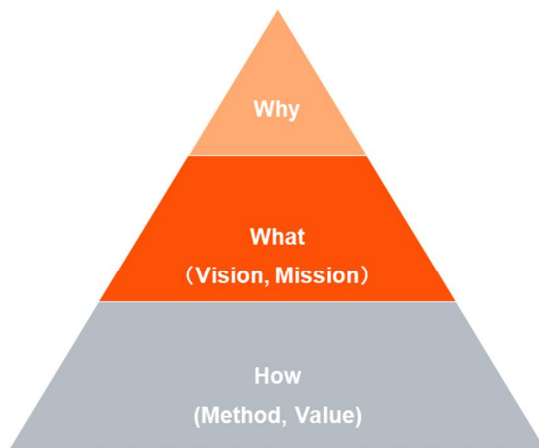 Why
What
（Vision, Mission）
How
(Method, Value)